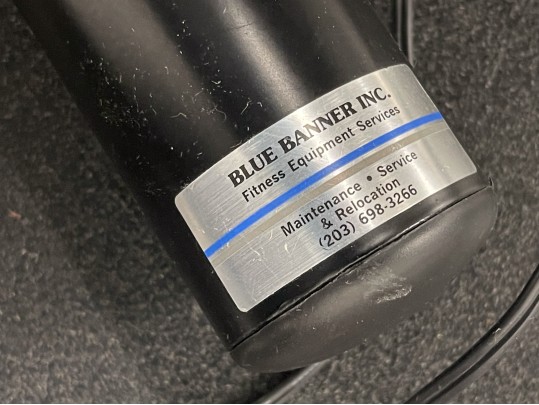 BLUE BANNER INC.
Fitness Equipment Services
Maintenance • Service
& Relocation
(203) 698-3266